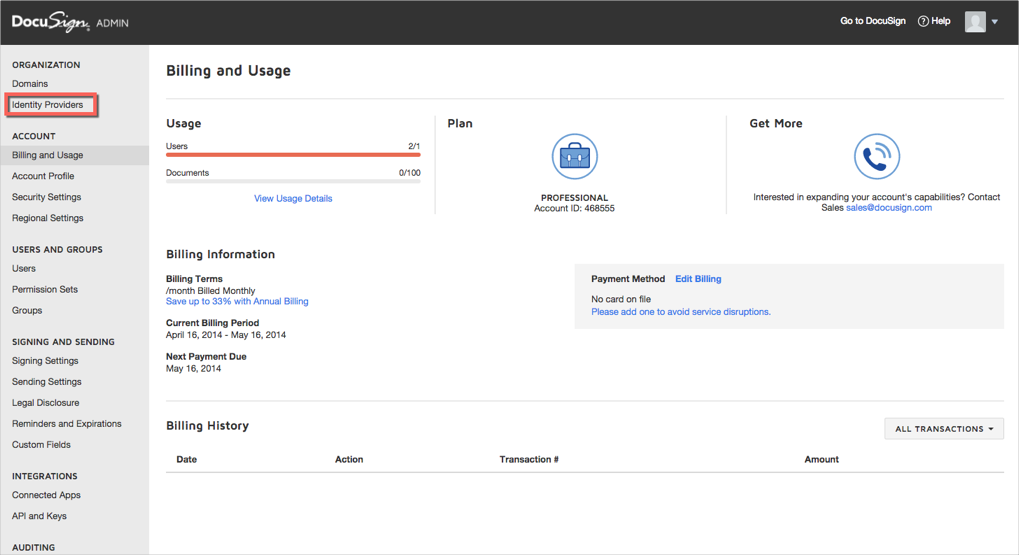 DocuSign ADMIN
Go to DocuSign
Help
ORGANIZATION
Domains
Identity Providers
ACCOUNT
Billing and Usage
Account Profile
Security Settings
Regional Settings
USERS AND GROUPS
Users
Permission Sets
Groups
SIGNING AND SENDING
Signing Settings
Sending Settings
Legal Disclosure
Reminders and Expirations
Custom Fields
INTEGRATIONS
Connected Apps
API and Keys
AUDITING
Billing and Usage
Usage
Users 2/1
Documents 0/100
View Usage Details
Plan
PROFESSIONAL
Account ID: 468555
Get More
Interested in expanding your account's capabilities? Contact
Sales sales@docusign.com
Billing Information
Billing Terms
/month Billed Monthly
Save up to 33% with Annual Billing
Current Billing Period
April 16, 2014 - May 16, 2014
Next Payment Due
May 16, 2014
Payment Method Edit Billing
No card on file
Please add one to avoid service disruptions.
Billing History
ALL TRANSACTIONS
Date Action Transaction # Amount